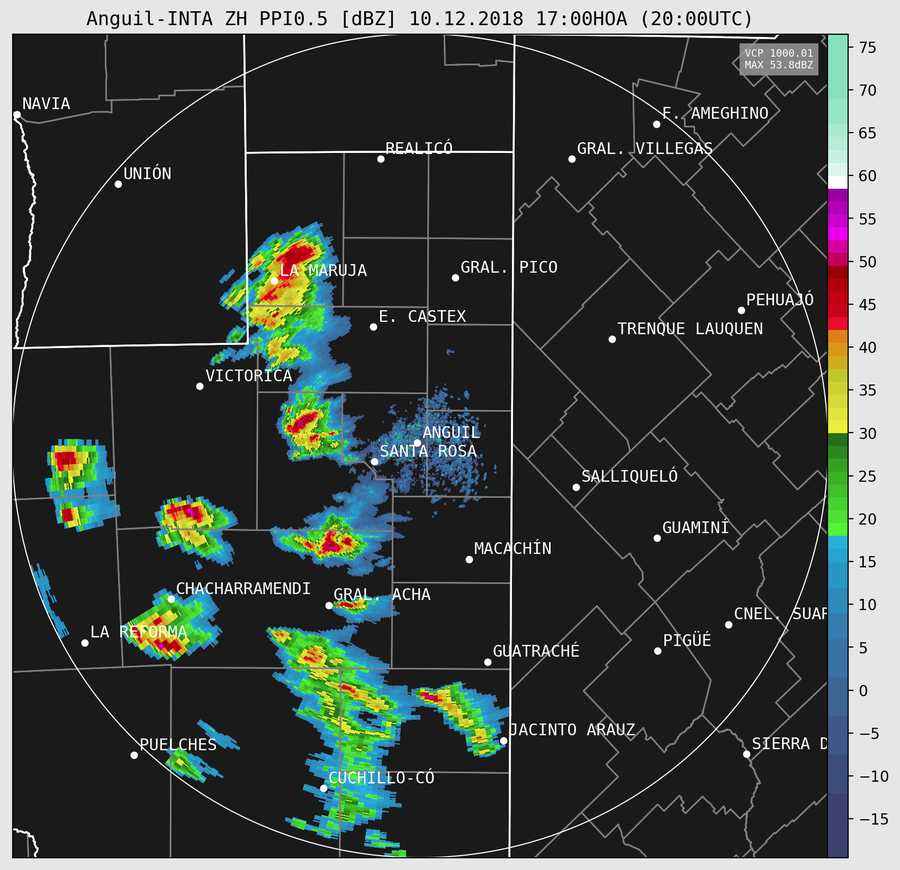 Anguil-INTA ZH PPI0.5 [dBZ] 10.12.2018 17:00HOA (20:00UTC)
VCP 1000.01
MAX 53.8dBZ
75
70
65
60
55
50
45
40
35
30
25
20
15
10
5
0
−5
−10
−15
NAVIA
F. AMEGHINO
REALICÓ
GRAL. VILLEGAS
UNIÓN
LA MARUJA
GRAL. PICO
PEHUAJÓ
E. CASTEX
TRENQUE LAUQUEN
VICTORICA
ANGUIL
SANTA ROSA
SALLIQUELÓ
GUAMINÍ
MACACHÍN
CHACHARRAMENDI
GRAL. ACHA
CNEL. SUAR
LA REFORMA
PIGÜÉ
GUATRACHÉ
JACINTO ARAUZ
PUELCHES
SIERRA D
CUCHILLO-CÓ